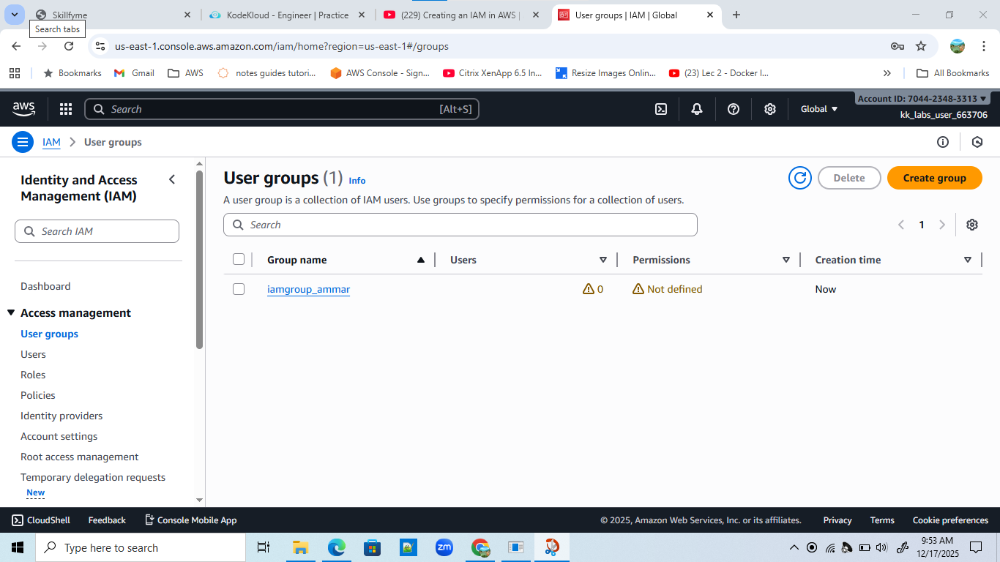 Skillfyme
KodeKloud - Engineer | Practice
(229) Creating an IAM in AWS |
User groups | IAM | Global
Search tabs
us-east-1.console.aws.amazon.com/iam/home?region=us-east-1#/groups
Bookmarks
Gmail
AWS
notes guides tutori...
AWS Console - Sign...
Citrix XenApp 6.5 In...
Resize Images Onlin...
(23) Lec 2 - Docker I...
All Bookmarks
aws
Search
[Alt+S]
Global
Account ID: 7044-2348-3313
kk_labs_user_663706
IAM
User groups
Identity and Access
Management (IAM)
Search IAM
Dashboard
Access management
User groups
Users
Roles
Policies
Identity providers
Account settings
Root access management
Temporary delegation requests
New
User groups (1) Info
Delete
Create group
A user group is a collection of IAM users. Use groups to specify permissions for a collection of users.
Search
1
Group name
Users
Permissions
Creation time
iamgroup_ammar
0
Not defined
Now
CloudShell
Feedback
Console Mobile App
© 2025, Amazon Web Services, Inc. or its affiliates.
Privacy
Terms
Cookie preferences
Type here to search
zm
9:53 AM
12/17/2025